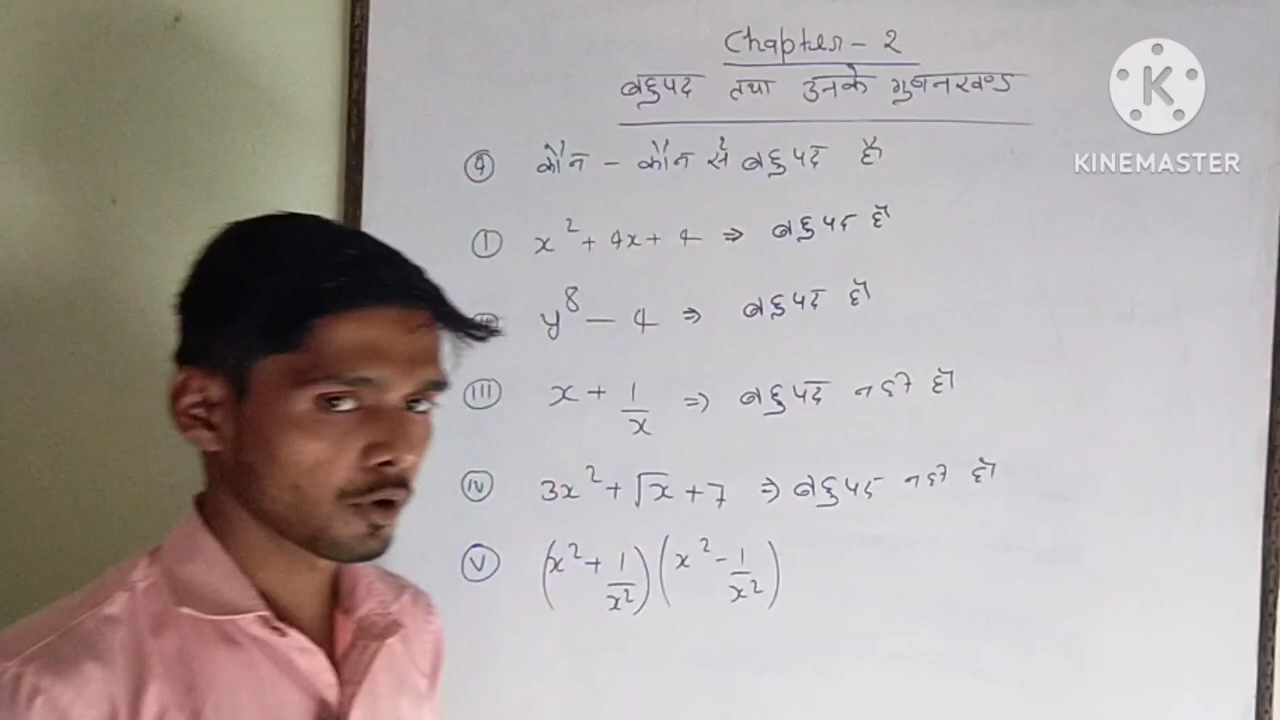 Chapter - 2
बहुपद तथा उनके गुणनखण्ड
KINEMASTER
④ कौन - कौन से बहुपद है
Ⓘ x² + 4x + 4 ⇒ बहुपद है
y⁸ - 4 ⇒ बहुपद है
(III) x + 1/x ⇒ बहुपद नही है
(IV) 3x² + √x + 7 ⇒ बहुपद नही है
(V) (x² + 1/x²)(x² - 1/x²)